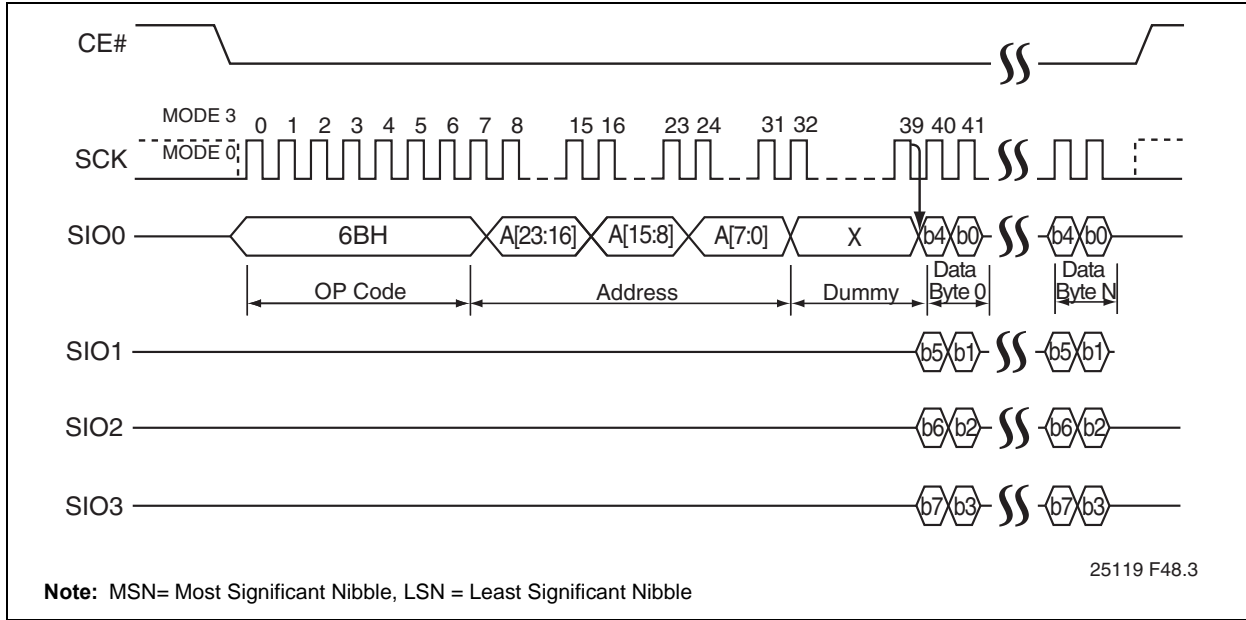 CE#
MODE 3
0 1 2 3 4 5 6 7 8 15 16 23 24 31 32 39 40 41
SCK MODE 0
SIO0 6BH A[23:16] A[15:8] A[7:0] X b4 b0 b4 b0
OP Code Address Dummy Data Byte 0 Data Byte N
SIO1 b5 b1 b5 b1
SIO2 b6 b2 b6 b2
SIO3 b7 b3 b7 b3
25119 F48.3
Note: MSN= Most Significant Nibble, LSN = Least Significant Nibble